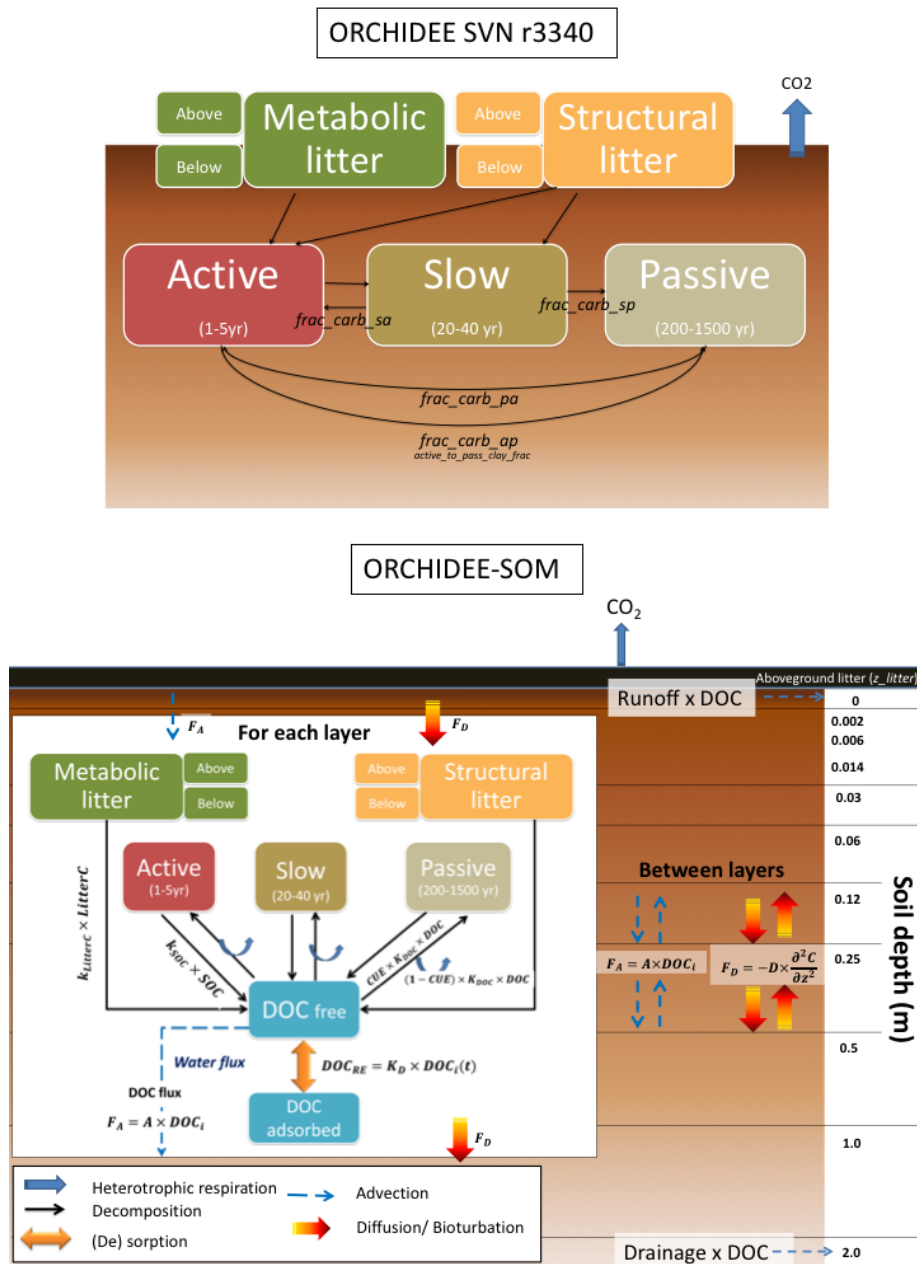 ORCHIDEE SVN r3340
CO2
Above
Metabolic
litter
Below
Above
Structural
litter
Below
Active
(1-5yr)
Slow
(20-40 yr)
Passive
(200-1500 yr)
frac_carb_sa
frac_carb_sp
frac_carb_pa
frac_carb_ap
active_to_pass_clay_frac
ORCHIDEE-SOM
CO₂
Aboveground litter (z_litter)
Runoff x DOC
0
0.002
0.006
0.014
0.03
0.06
0.12
0.25
0.5
1.0
2.0
Soil depth (m)
F_A
For each layer
F_D
Metabolic
litter
Above
Below
Above
Below
Structural
litter
Active
(1-5yr)
Slow
(20-40 yr)
Passive
(200-1500 yr)
k_LitterC × LitterC
k_SOC × SOC
CUE × K_DOC × DOC
(1 − CUE) × K_DOC × DOC
DOC free
Water flux
DOC_RE = K_D × DOC_i(t)
DOC flux
F_A = A × DOC_i
DOC
adsorbed
F_D
Between layers
F_A = A×DOC_i
F_D = −D× ∂²C/∂z²
Heterotrophic respiration
Decomposition
(De) sorption
Advection
Diffusion/ Bioturbation
Drainage x DOC